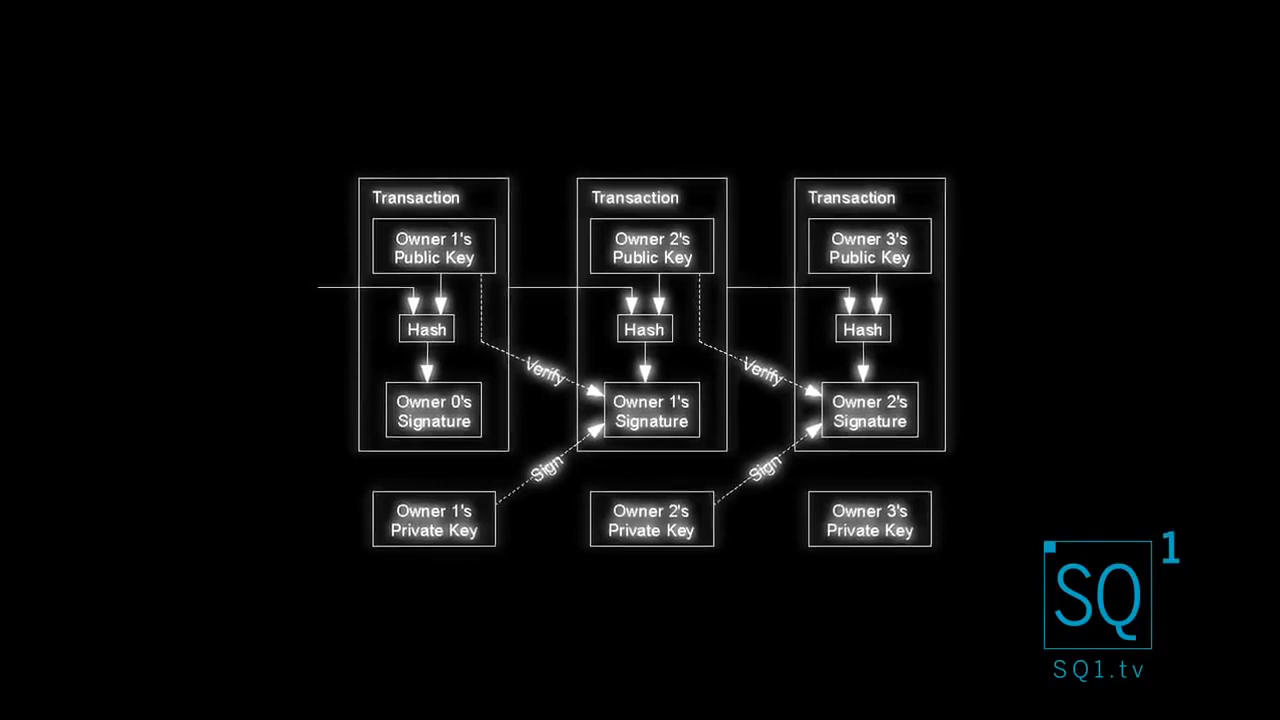 Transaction
Owner 1's
Public Key
Hash
Owner 0's
Signature
Transaction
Owner 2's
Public Key
Hash
Verify
Owner 1's
Signature
Sign
Transaction
Owner 3's
Public Key
Hash
Verify
Owner 2's
Signature
Sign
Owner 1's
Private Key
Owner 2's
Private Key
Owner 3's
Private Key
SQ1
SQ1.tv